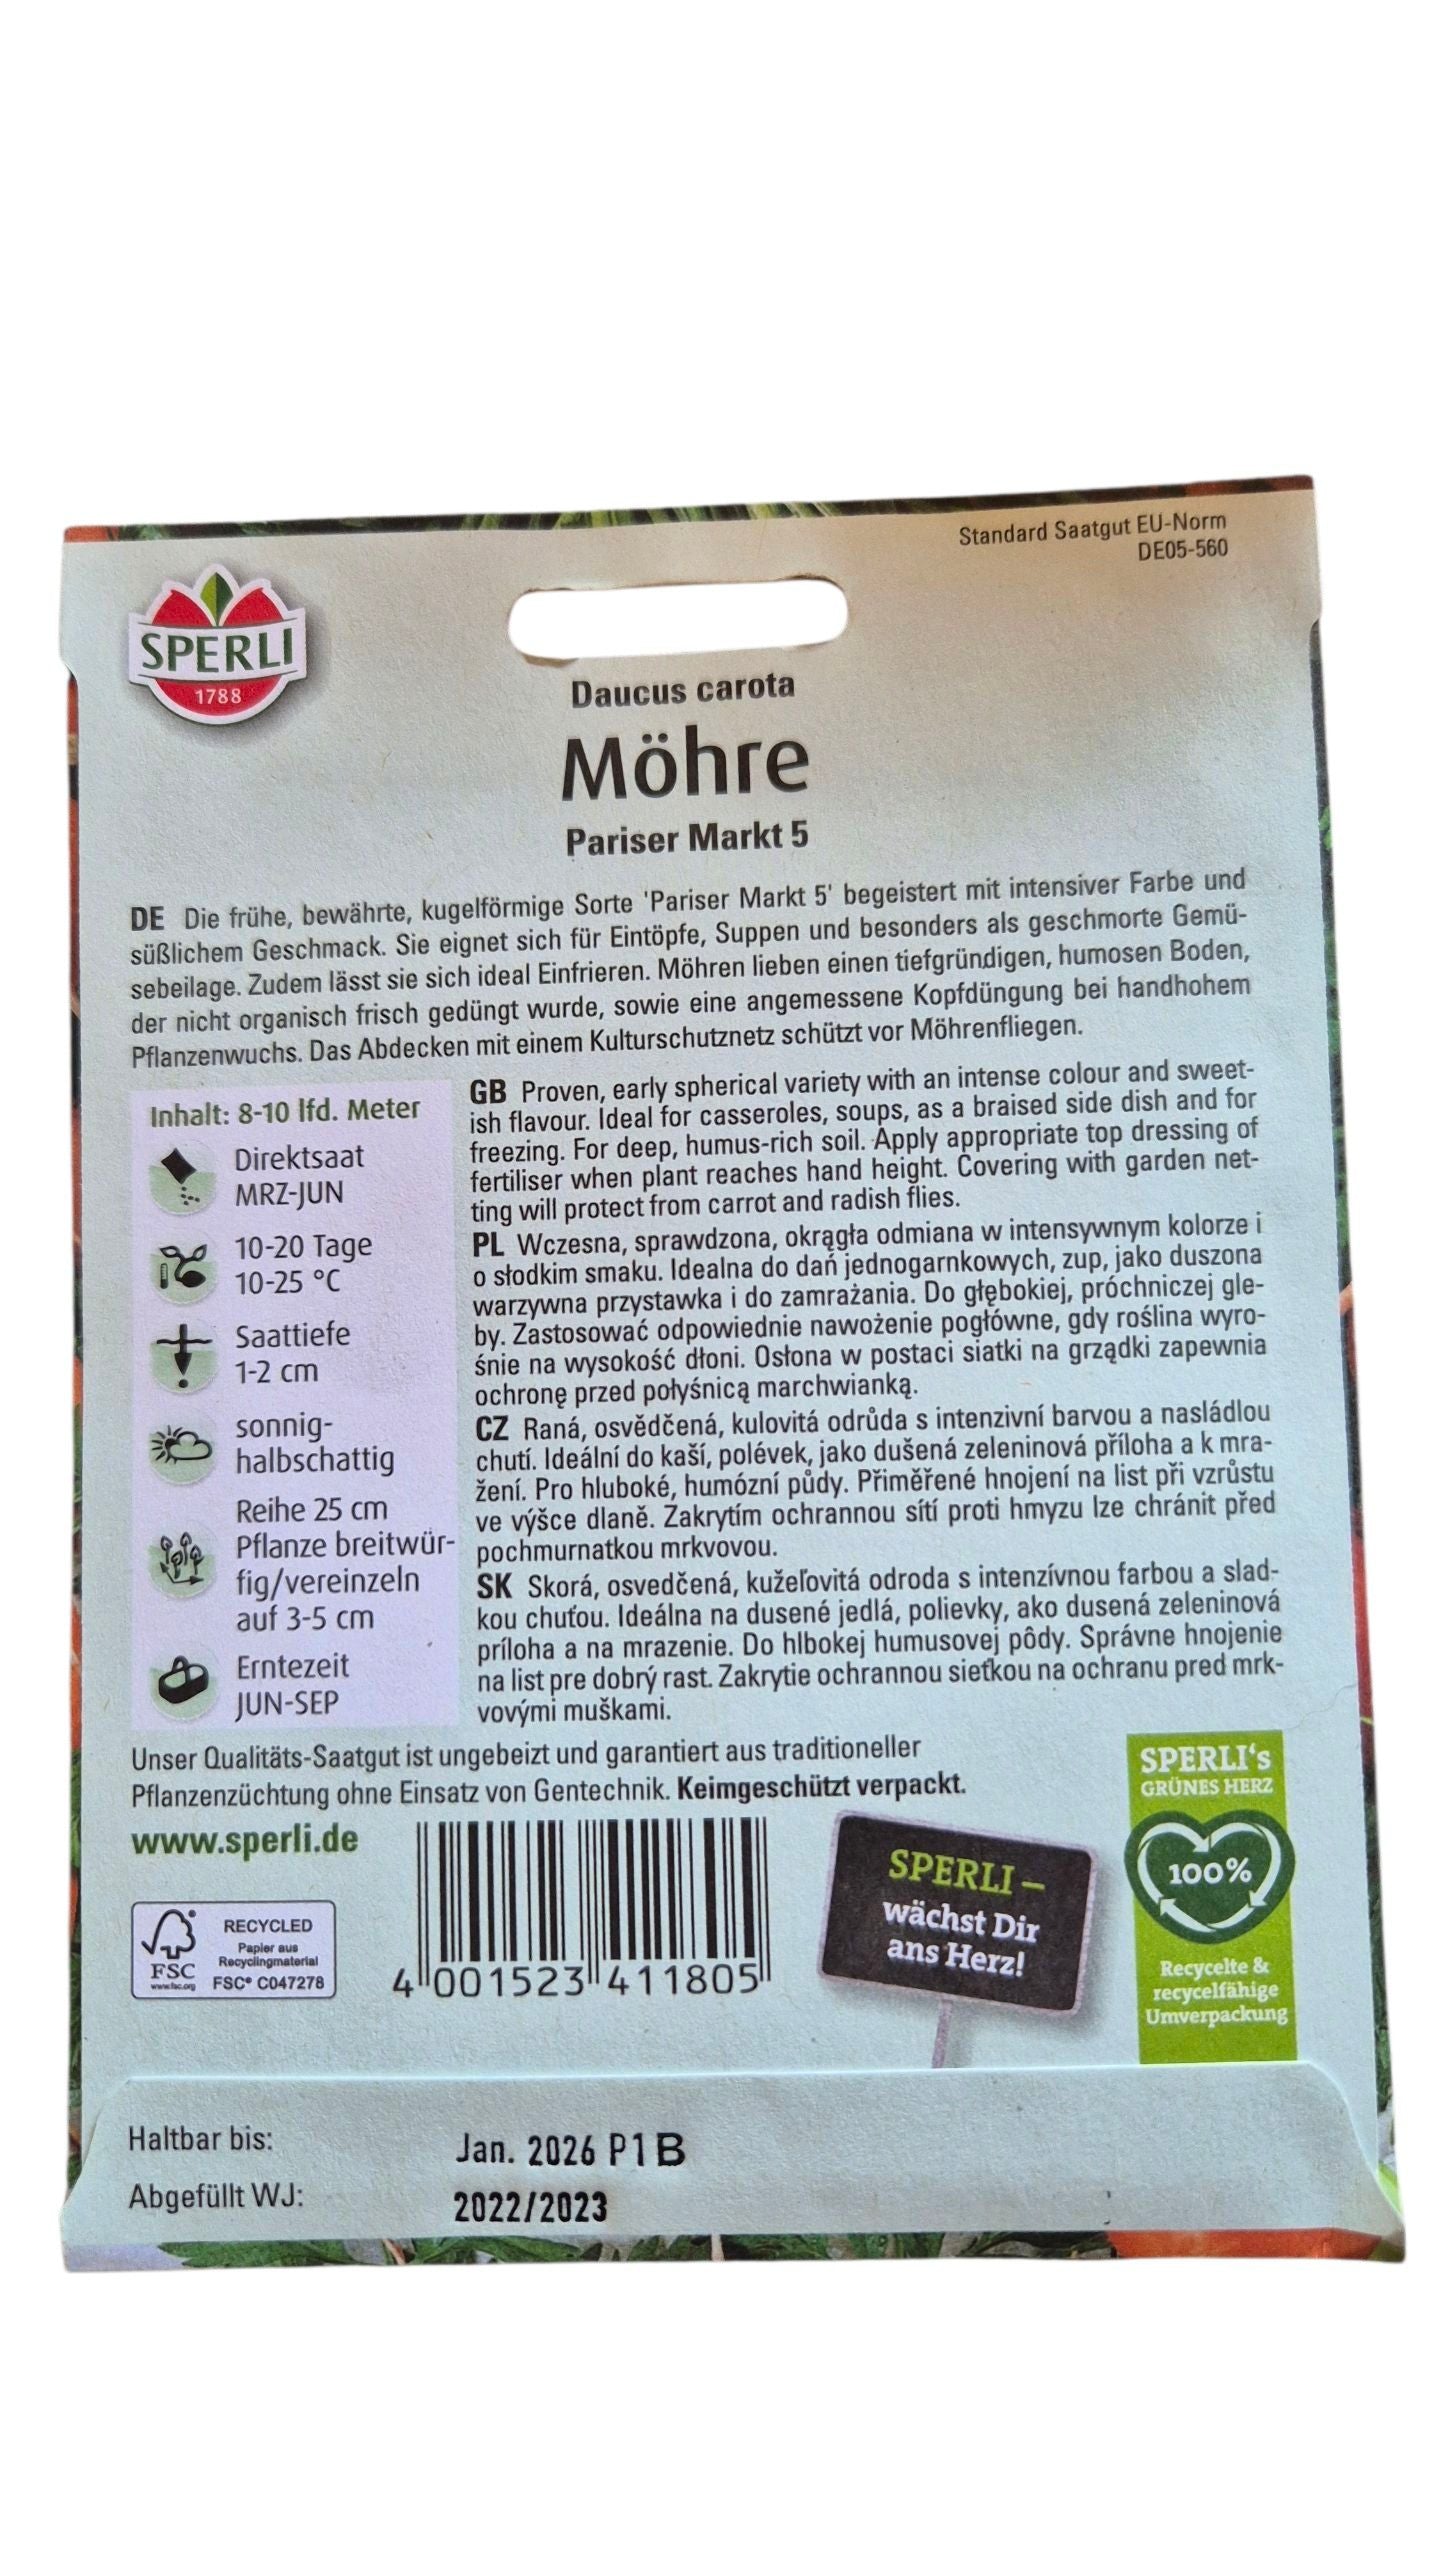 Standard Saatgut EU-Norm
DE05-560
SPERLI
1788
Daucus carota
Möhre
Pariser Markt 5
DE Die frühe, bewährte, kugelförmige Sorte 'Pariser Markt 5' begeistert mit intensiver Farbe und
süßlichem Geschmack. Sie eignet sich für Eintöpfe, Suppen und besonders als geschmorte Gemü-
sebeilage. Zudem lässt sie sich ideal Einfrieren. Möhren lieben einen tiefgründigen, humosen Boden,
der nicht organisch frisch gedüngt wurde, sowie eine angemessene Kopfdüngung bei handhohem
Pflanzenwuchs. Das Abdecken mit einem Kulturschutznetz schützt vor Möhrenfliegen.
Inhalt: 8-10 lfd. Meter
Direktsaat
MRZ-JUN
10-20 Tage
10-25 °C
Saattiefe
1-2 cm
sonnig-
halbschattig
Reihe 25 cm
Pflanze breitwür-
fig/vereinzeln
auf 3-5 cm
Erntezeit
JUN-SEP
GB Proven, early spherical variety with an intense colour and sweet-
ish flavour. Ideal for casseroles, soups, as a braised side dish and for
freezing. For deep, humus-rich soil. Apply appropriate top dressing of
fertiliser when plant reaches hand height. Covering with garden net-
ting will protect from carrot and radish flies.
PL Wczesna, sprawdzona, okrągła odmiana w intensywnym kolorze i
o słodkim smaku. Idealna do dań jednogarnkowych, zup, jako duszona
warzywna przystawka i do zamrażania. Do głębokiej, próchniczej gle-
by. Zastosować odpowiednie nawożenie pogłówne, gdy roślina wyro-
śnie na wysokość dłoni. Osłona w postaci siatki na grządki zapewnia
ochronę przed połyśnicą marchwianką.
CZ Raná, osvědčená, kulovitá odrůda s intenzivní barvou a nasládlou
chutí. Ideální do kaší, polévek, jako dušená zeleninová příloha a k mra-
žení. Pro hluboké, humózní půdy. Přiměřené hnojení na list při vzrůstu
ve výšce dlaně. Zakrytím ochrannou sítí proti hmyzu lze chránit před
pochmurnatkou mrkvovou.
SK Skorá, osvedčená, kužeľovitá odroda s intenzívnou farbou a slad-
kou chuťou. Ideálna na dusené jedlá, polievky, ako dusená zeleninová
príloha a na mrazenie. Do hlbokej humusovej pôdy. Správne hnojenie
na list pre dobrý rast. Zakrytie ochrannou sieťkou na ochranu pred mrk-
vovými muškami.
Unser Qualitäts-Saatgut ist ungebeizt und garantiert aus traditioneller
Pflanzenzüchtung ohne Einsatz von Gentechnik. Keimgeschützt verpackt.
www.sperli.de
FSC
www.fsc.org
RECYCLED
Papier aus
Recyclingmaterial
FSC® C047278
4 001523 411805
SPERLI –
wächst Dir
ans Herz!
SPERLI's
GRÜNES HERZ
100%
Recycelte &
recycelfähige
Umverpackung
Haltbar bis: Jan. 2026 P1 B
Abgefüllt WJ: 2022/2023